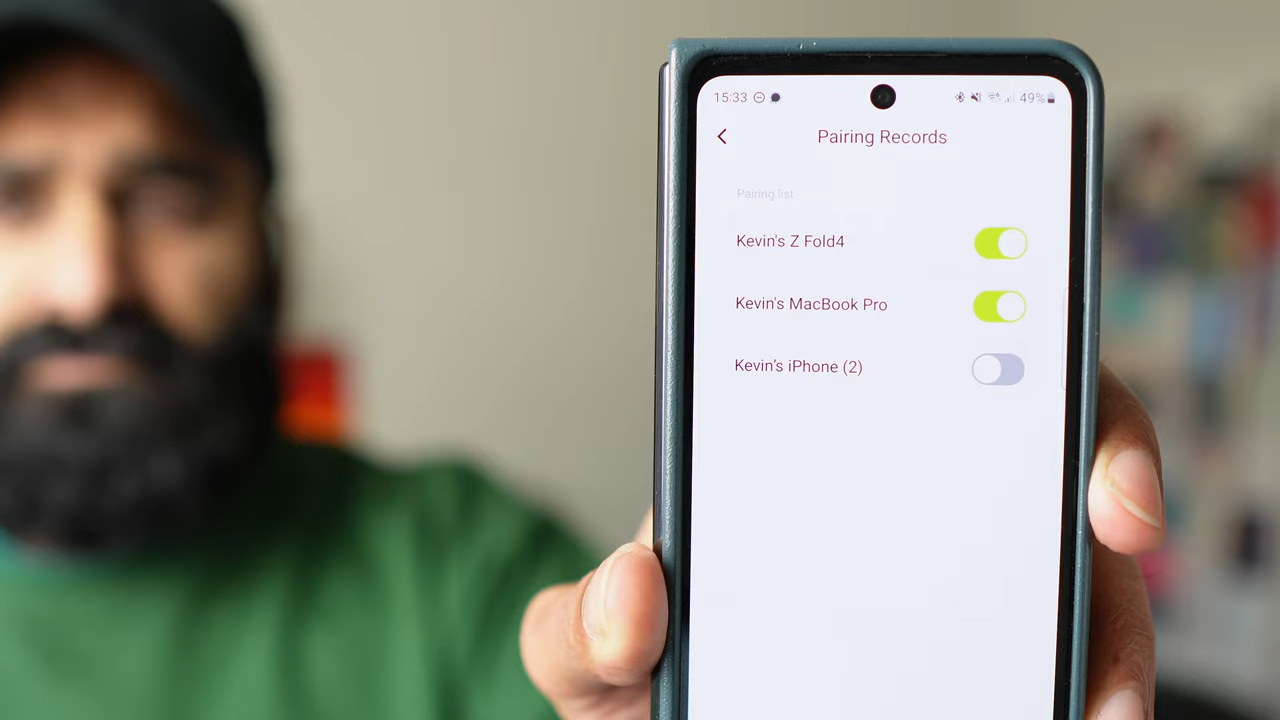 15:33 49%
Pairing Records
Pairing list
Kevin's Z Fold4
Kevin's MacBook Pro
Kevin's iPhone (2)